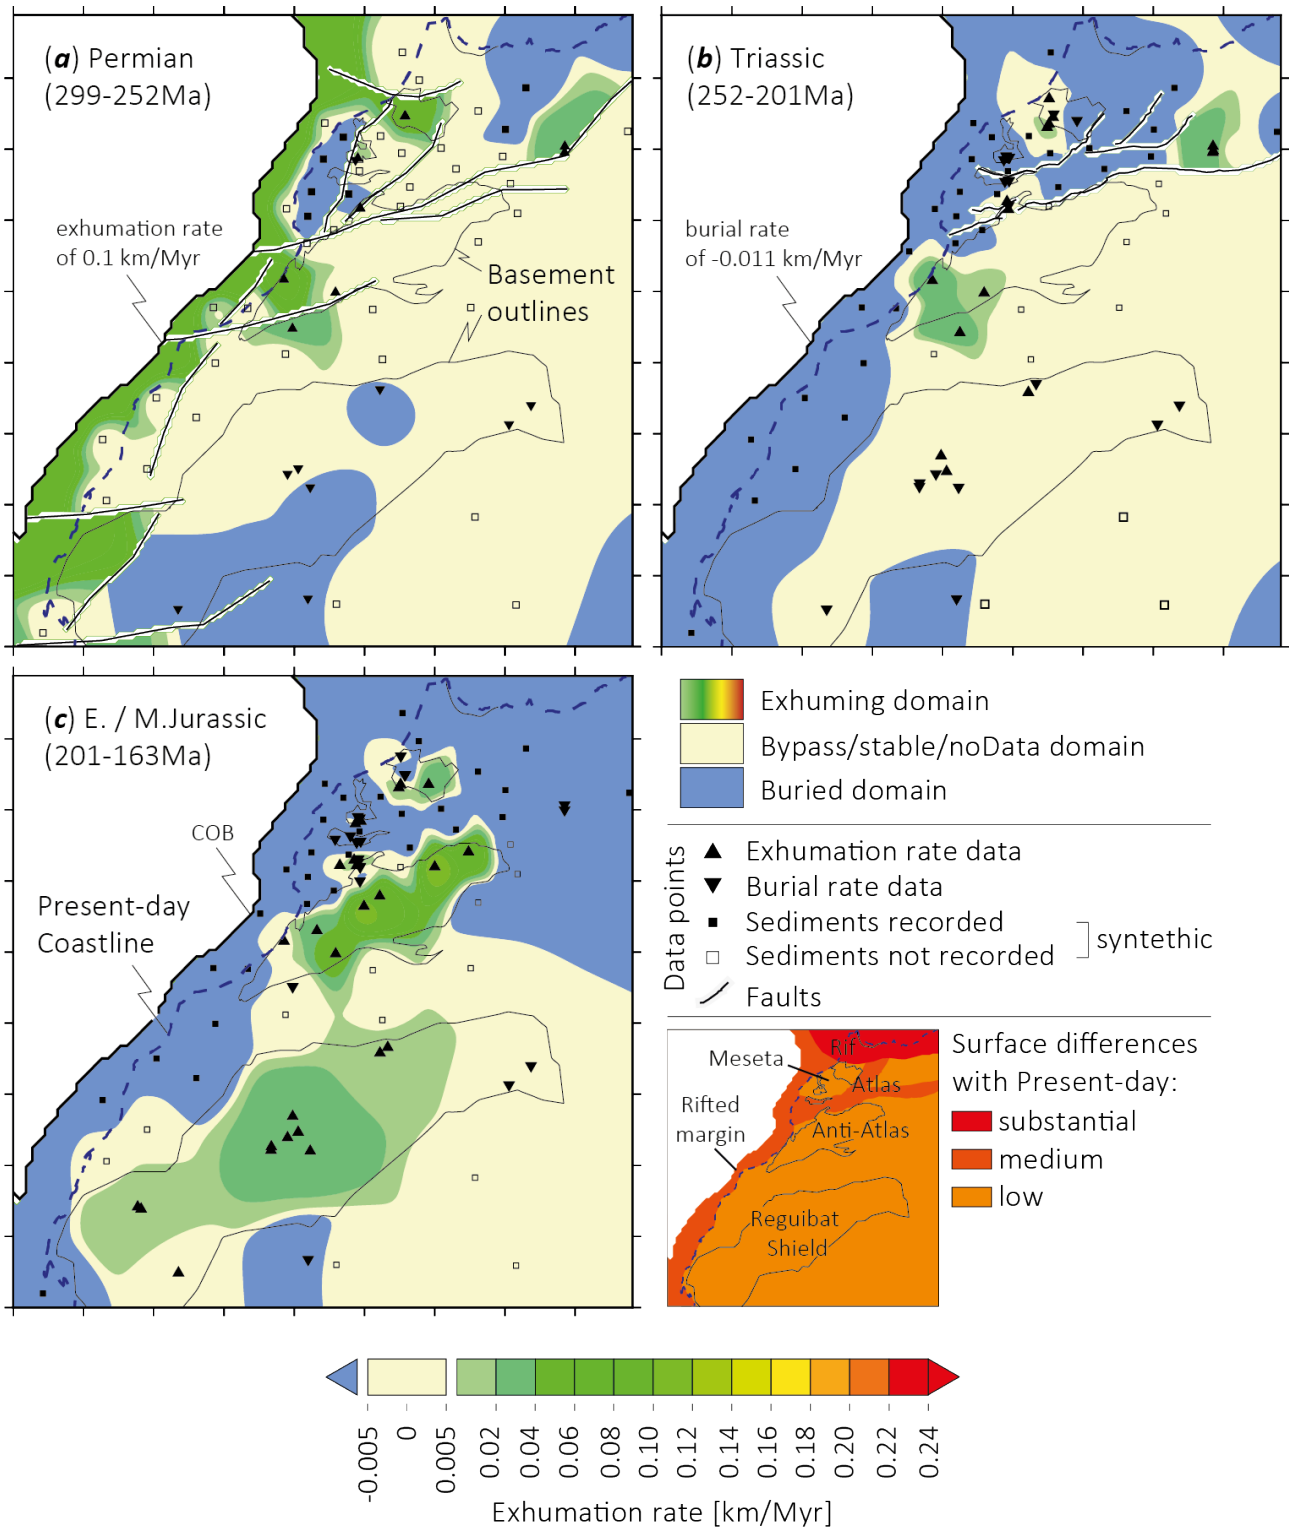 (a) Permian
(299-252Ma)
exhumation rate
of 0.1 km/Myr
Basement
outlines
(b) Triassic
(252-201Ma)
burial rate
of -0.011 km/Myr
(c) E. / M.Jurassic
(201-163Ma)
COB
Present-day
Coastline
Exhuming domain
Bypass/stable/noData domain
Buried domain
Data points
Exhumation rate data
Burial rate data
Sediments recorded
Sediments not recorded
syntethic
Faults
Rif
Meseta
Atlas
Rifted
margin
Anti-Atlas
Reguibat
Shield
Surface differences
with Present-day:
substantial
medium
low
-0.005
0
0.005
0.02
0.04
0.06
0.08
0.10
0.12
0.14
0.16
0.18
0.20
0.22
0.24
Exhumation rate [km/Myr]